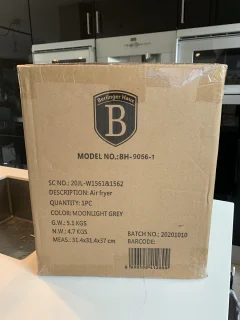 Berlinger Haus
B
MODEL NO.:BH-9056-1
SC NO.: 20JL-W1561&1562
DESCRIPTION: Air fryer
QUANTITY: 1PC
COLOR: MOONLIGHT GREY
G.W.: 5.5 KGS
N.W.: 4.7 KGS
MEAS.: 31.4x31.4x37 cm
BATCH NO.: 20201010
BARCODE: